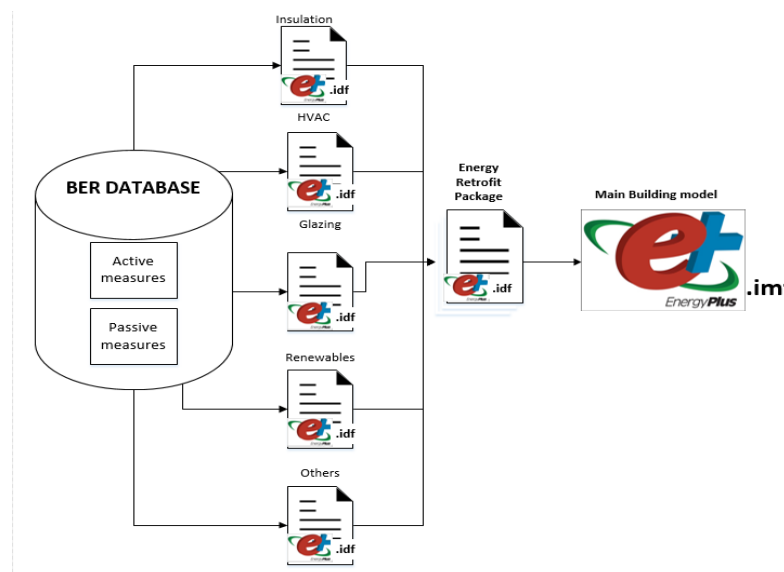 Insulation
.idf
HVAC
.idf
Glazing
.idf
Renewables
.idf
Others
.idf
BER DATABASE
Active
measures
Passive
measures
Energy
Retrofit
Package
.idf
Main Building model
e+
EnergyPlus
.im